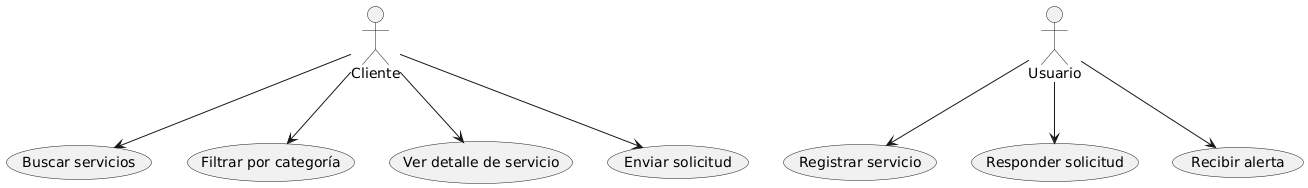 Cliente
Usuario
Buscar servicios
Filtrar por categoría
Ver detalle de servicio
Enviar solicitud
Registrar servicio
Responder solicitud
Recibir alerta